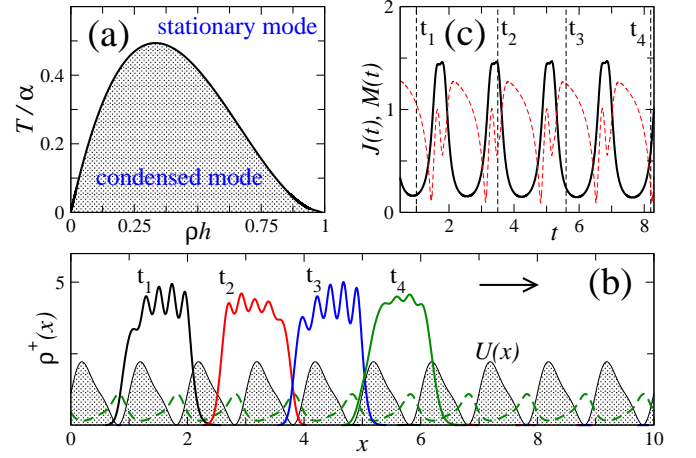 (a)
stationary mode
condensed mode
T/α
0.4
0.2
0
0
0.25
0.5
0.75
1
ρh
(c)
t1
t2
t3
t4
J(t), M(t)
2
1
0
2
4
6
8
t
(b)
t1
t2
t3
t4
U(x)
ρ+(x)
5
0
2
4
6
8
10
x